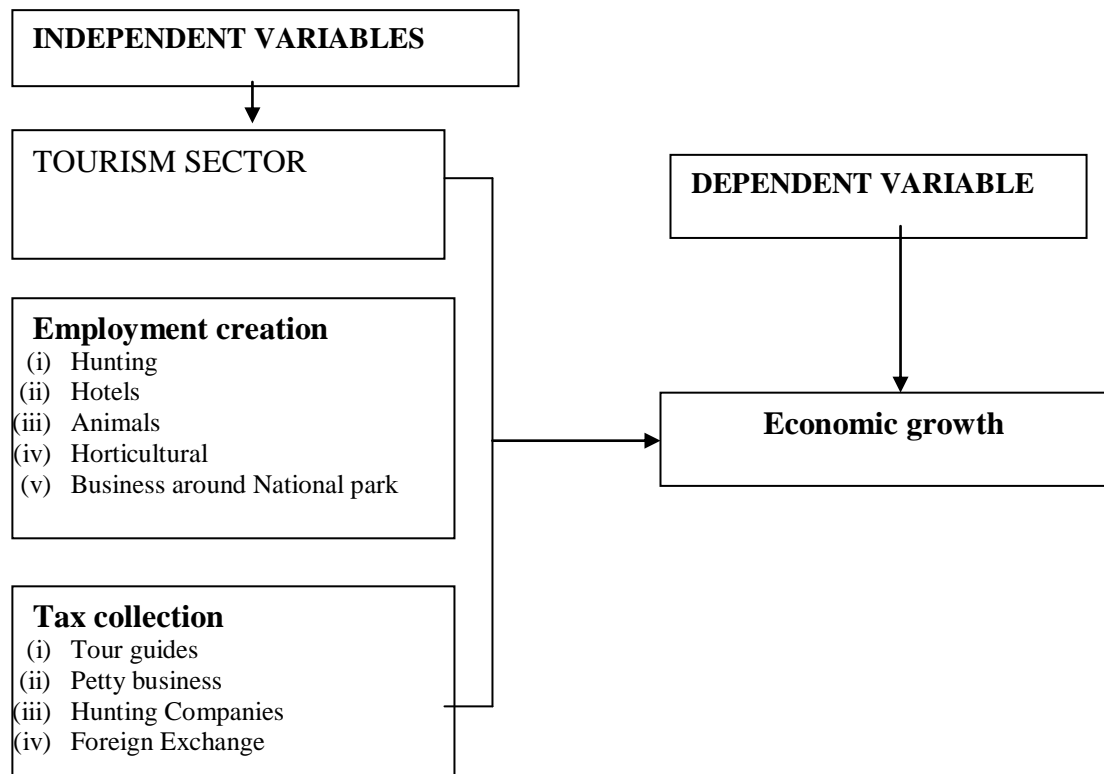 INDEPENDENT VARIABLES
TOURISM SECTOR
DEPENDENT VARIABLE
Employment creation
(i) Hunting
(ii) Hotels
(iii) Animals
(iv) Horticultural
(v) Business around National park
Economic growth
Tax collection
(i) Tour guides
(ii) Petty business
(iii) Hunting Companies
(iv) Foreign Exchange